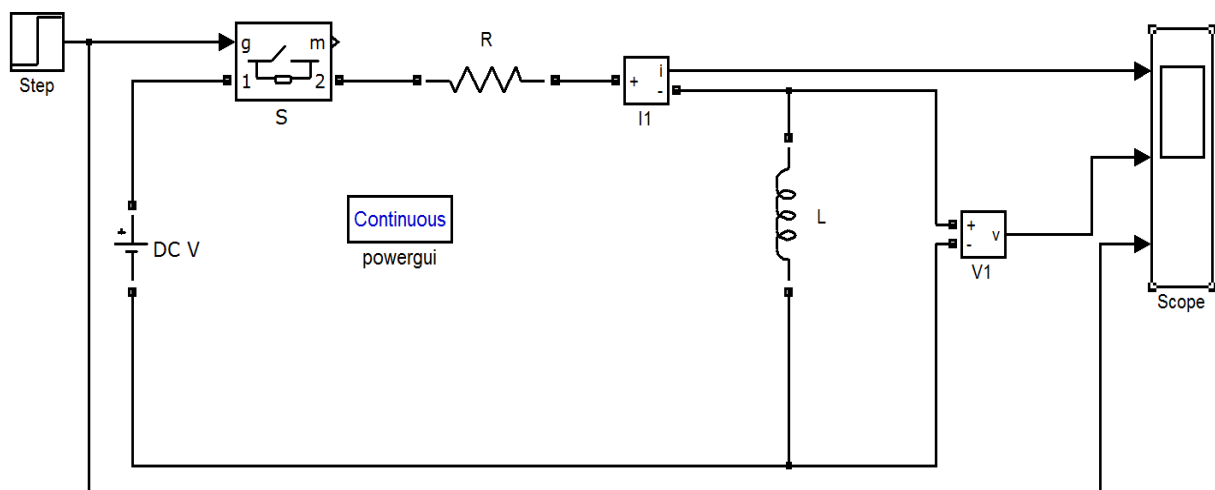 Step
g
m
1
2
S
R
+
i
-
I1
Continuous
powergui
+
DC V
L
+
-
v
V1
Scope